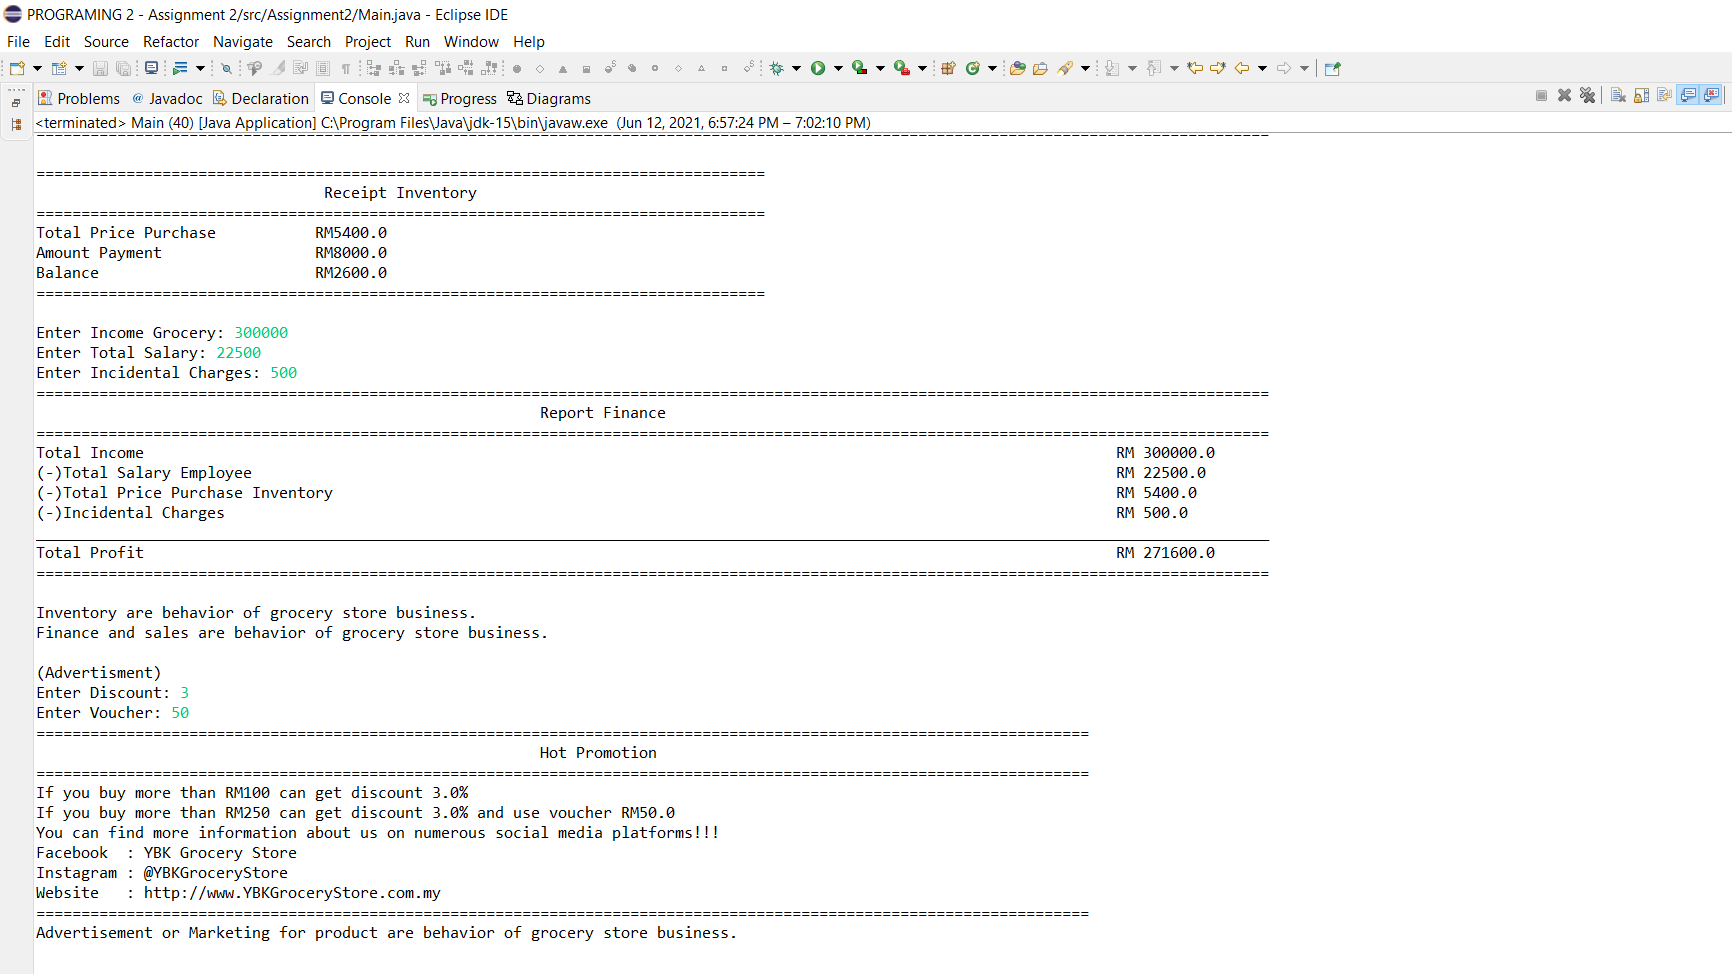 PROGRAMING 2 - Assignment 2/src/Assignment2/Main.java - Eclipse IDE
File Edit Source Refactor Navigate Search Project Run Window Help
Problems @ Javadoc Declaration Console Progress Diagrams
<terminated> Main (40) [Java Application] C:\Program Files\Java\jdk-15\bin\javaw.exe (Jun 12, 2021, 6:57:24 PM – 7:02:10 PM)
Receipt Inventory
Total Price Purchase RM5400.0
Amount Payment RM8000.0
Balance RM2600.0
Enter Income Grocery: 300000
Enter Total Salary: 22500
Enter Incidental Charges: 500
Report Finance
Total Income RM 300000.0
(-)Total Salary Employee RM 22500.0
(-)Total Price Purchase Inventory RM 5400.0
(-)Incidental Charges RM 500.0
Total Profit RM 271600.0
Inventory are behavior of grocery store business.
Finance and sales are behavior of grocery store business.
(Advertisment)
Enter Discount: 3
Enter Voucher: 50
Hot Promotion
If you buy more than RM100 can get discount 3.0%
If you buy more than RM250 can get discount 3.0% and use voucher RM50.0
You can find more information about us on numerous social media platforms!!!
Facebook : YBK Grocery Store
Instagram : @YBKGroceryStore
Website : http://www.YBKGroceryStore.com.my
Advertisement or Marketing for product are behavior of grocery store business.